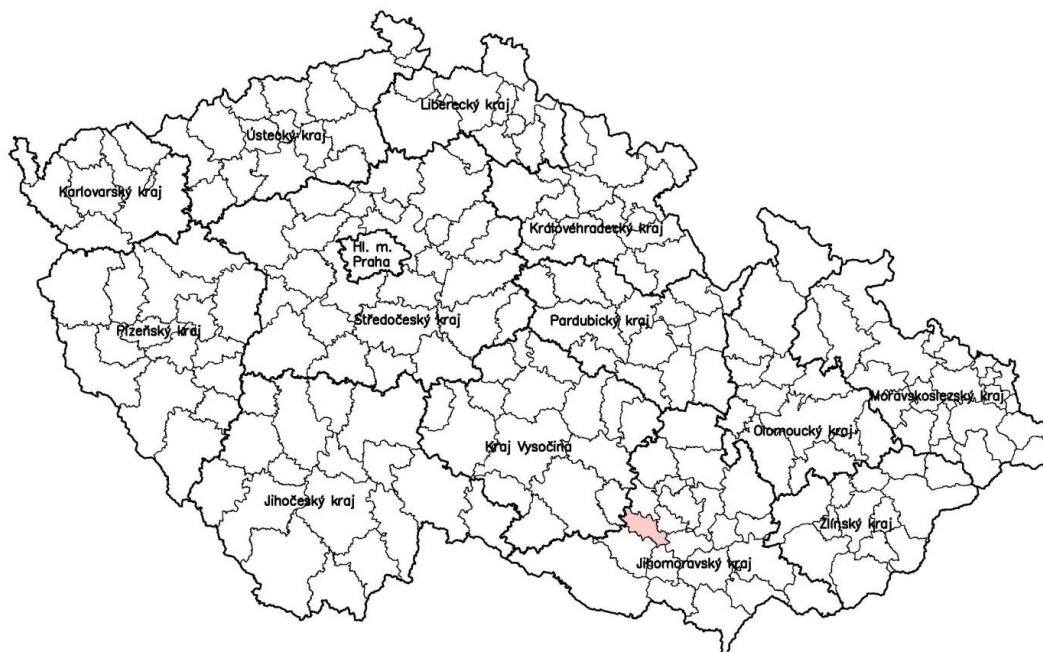 Liberecký kraj
Ústecký kraj
Karlovarský kraj
Královéhradecký kraj
Hl. m.
Praha
Středočeský kraj
Pardubický kraj
Plzeňský kraj
Moravskoslezský kraj
Olomoucký kraj
Kraj Vysočina
Jihočeský kraj
Zlínský kraj
Jihomoravský kraj